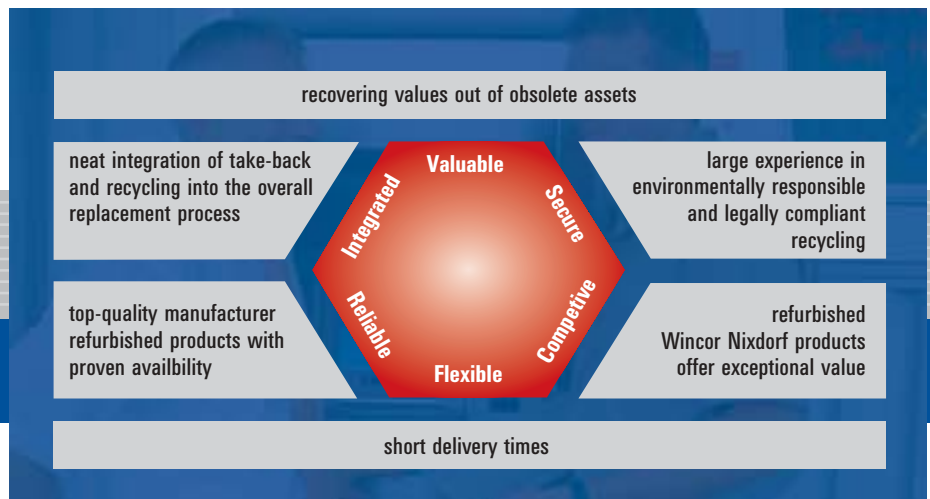 recovering values out of obsolete assets
neat integration of take-back
and recycling into the overall
replacement process
Integrated
Valuable
Secure
large experience in
environmentally responsible
and legally compliant
recycling
top-quality manufacturer
refurbished products with
proven availbility
Reliable
Flexible
Competive
refurbished
Wincor Nixdorf products
offer exceptional value
short delivery times